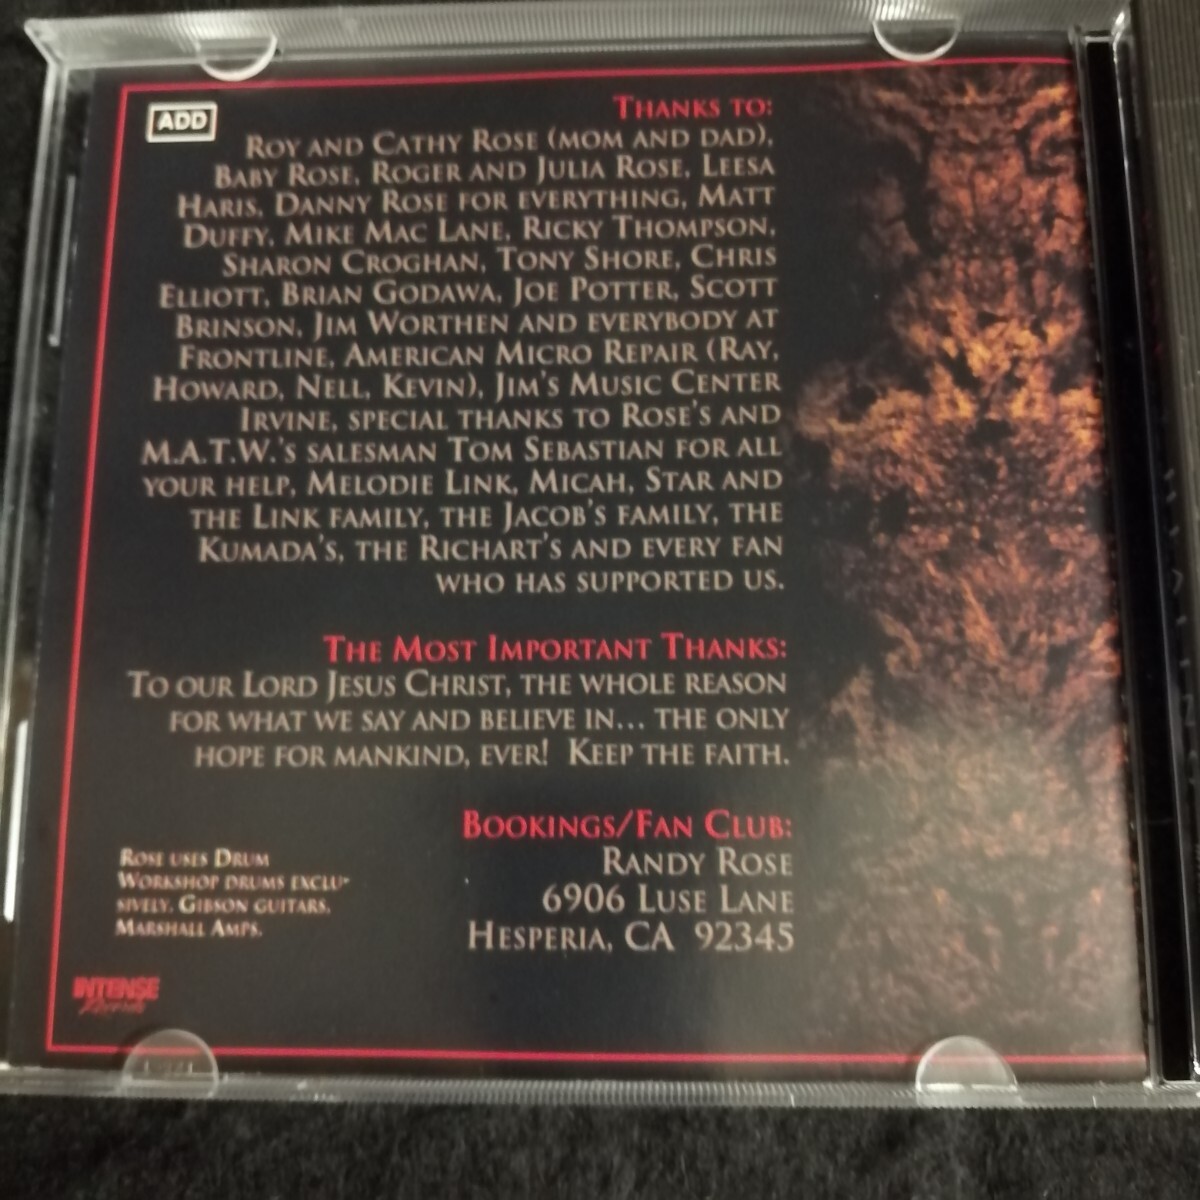 ADD
Thanks to:
Roy and Cathy Rose (mom and dad),
Baby Rose, Roger and Julia Rose, Leesa
Haris, Danny Rose for everything, Matt
Duffy, Mike Mac Lane, Ricky Thompson,
Sharon Croghan, Tony Shore, Chris
Elliott, Brian Godawa, Joe Potter, Scott
Brinson, Jim Worthen and everybody at
Frontline, American Micro Repair (Ray,
Howard, Nell, Kevin), Jim's Music Center
Irvine, special thanks to Rose's and
M.A.T.W.'s salesman Tom Sebastian for all
your help, Melodie Link, Micah, Star and
the Link family, the Jacob's family, the
Kumada's, the Richart's and every fan
who has supported us.
The Most Important Thanks:
To our Lord Jesus Christ, the whole reason
for what we say and believe in... the only
hope for mankind, ever! Keep the faith.
Bookings/Fan Club:
Randy Rose
6906 Luse Lane
Hesperia, CA 92345
Rose uses Drum
Workshop drums exclu-
sively, Gibson guitars,
Marshall Amps.
INTENSE
Records